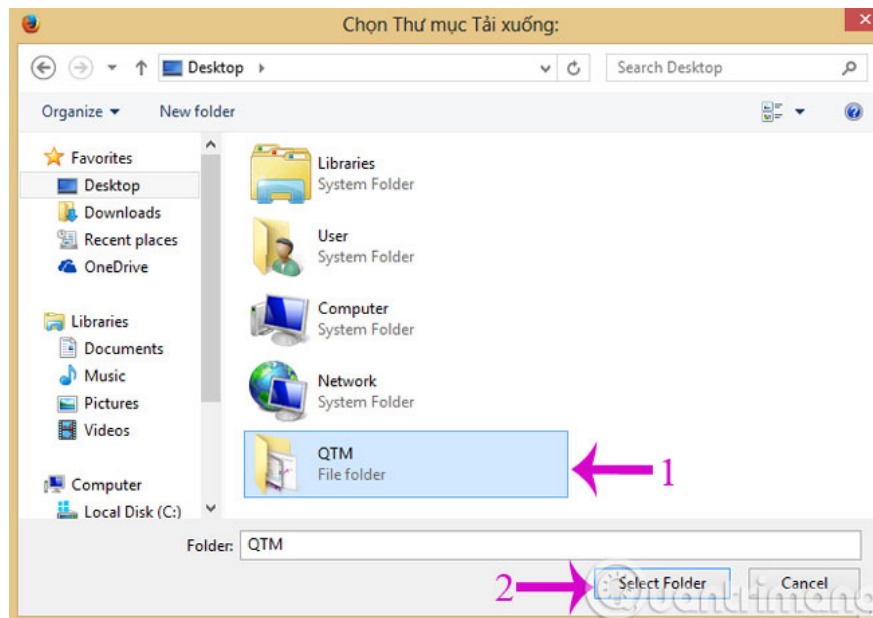 Chọn Thư mục Tải xuống:
Desktop
Search Desktop
Organize
New folder
Favorites
Desktop
Downloads
Recent places
OneDrive
Libraries
Documents
Music
Pictures
Videos
Computer
Local Disk (C:)
Libraries
System Folder
User
System Folder
Computer
System Folder
Network
System Folder
QTM
File folder
1
Folder: QTM
2
Select Folder
Cancel
Quantrimang